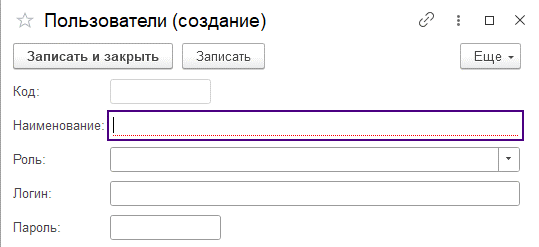 Пользователи (создание)
Записать и закрыть Записать Еще
Код:
Наименование:
Роль:
Логин:
Пароль: